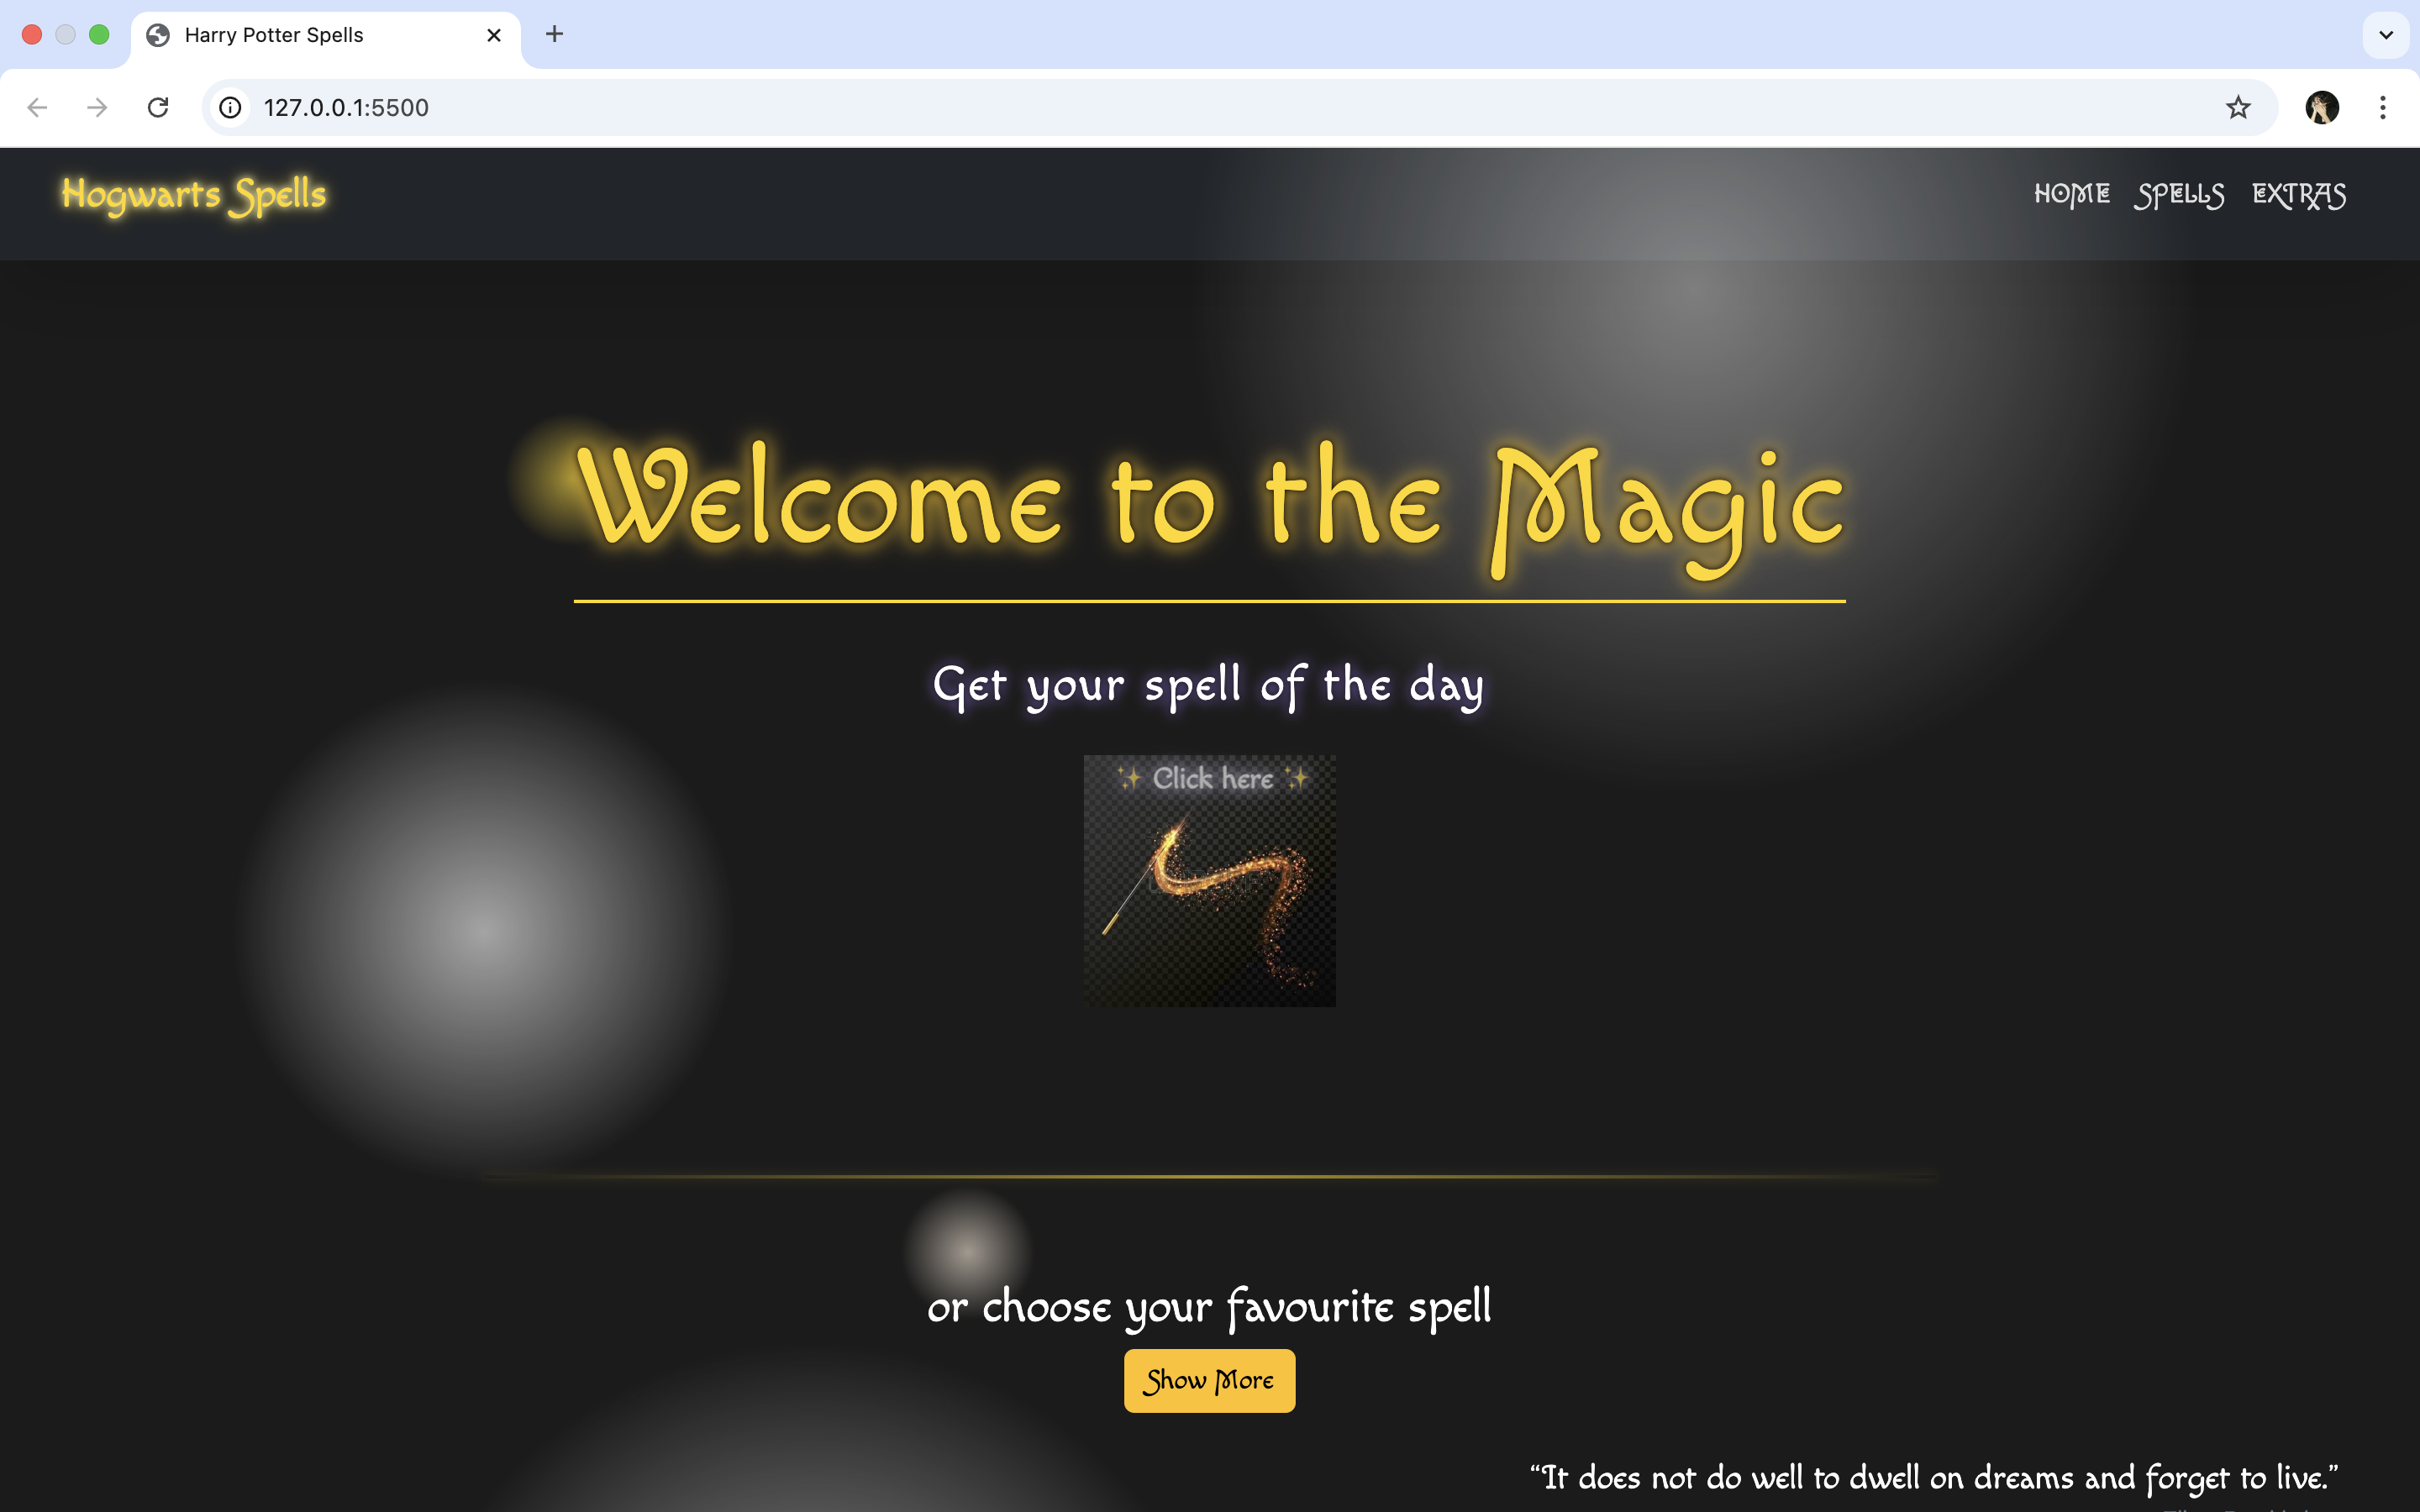 Harry Potter Spells
127.0.0.1:5500
Hogwarts Spells
HOME SPELLS EXTRAS
Welcome to the Magic
Get your spell of the day
✨ Click here ✨
or choose your favourite spell
Show More
“It does not do well to dwell on dreams and forget to live.”